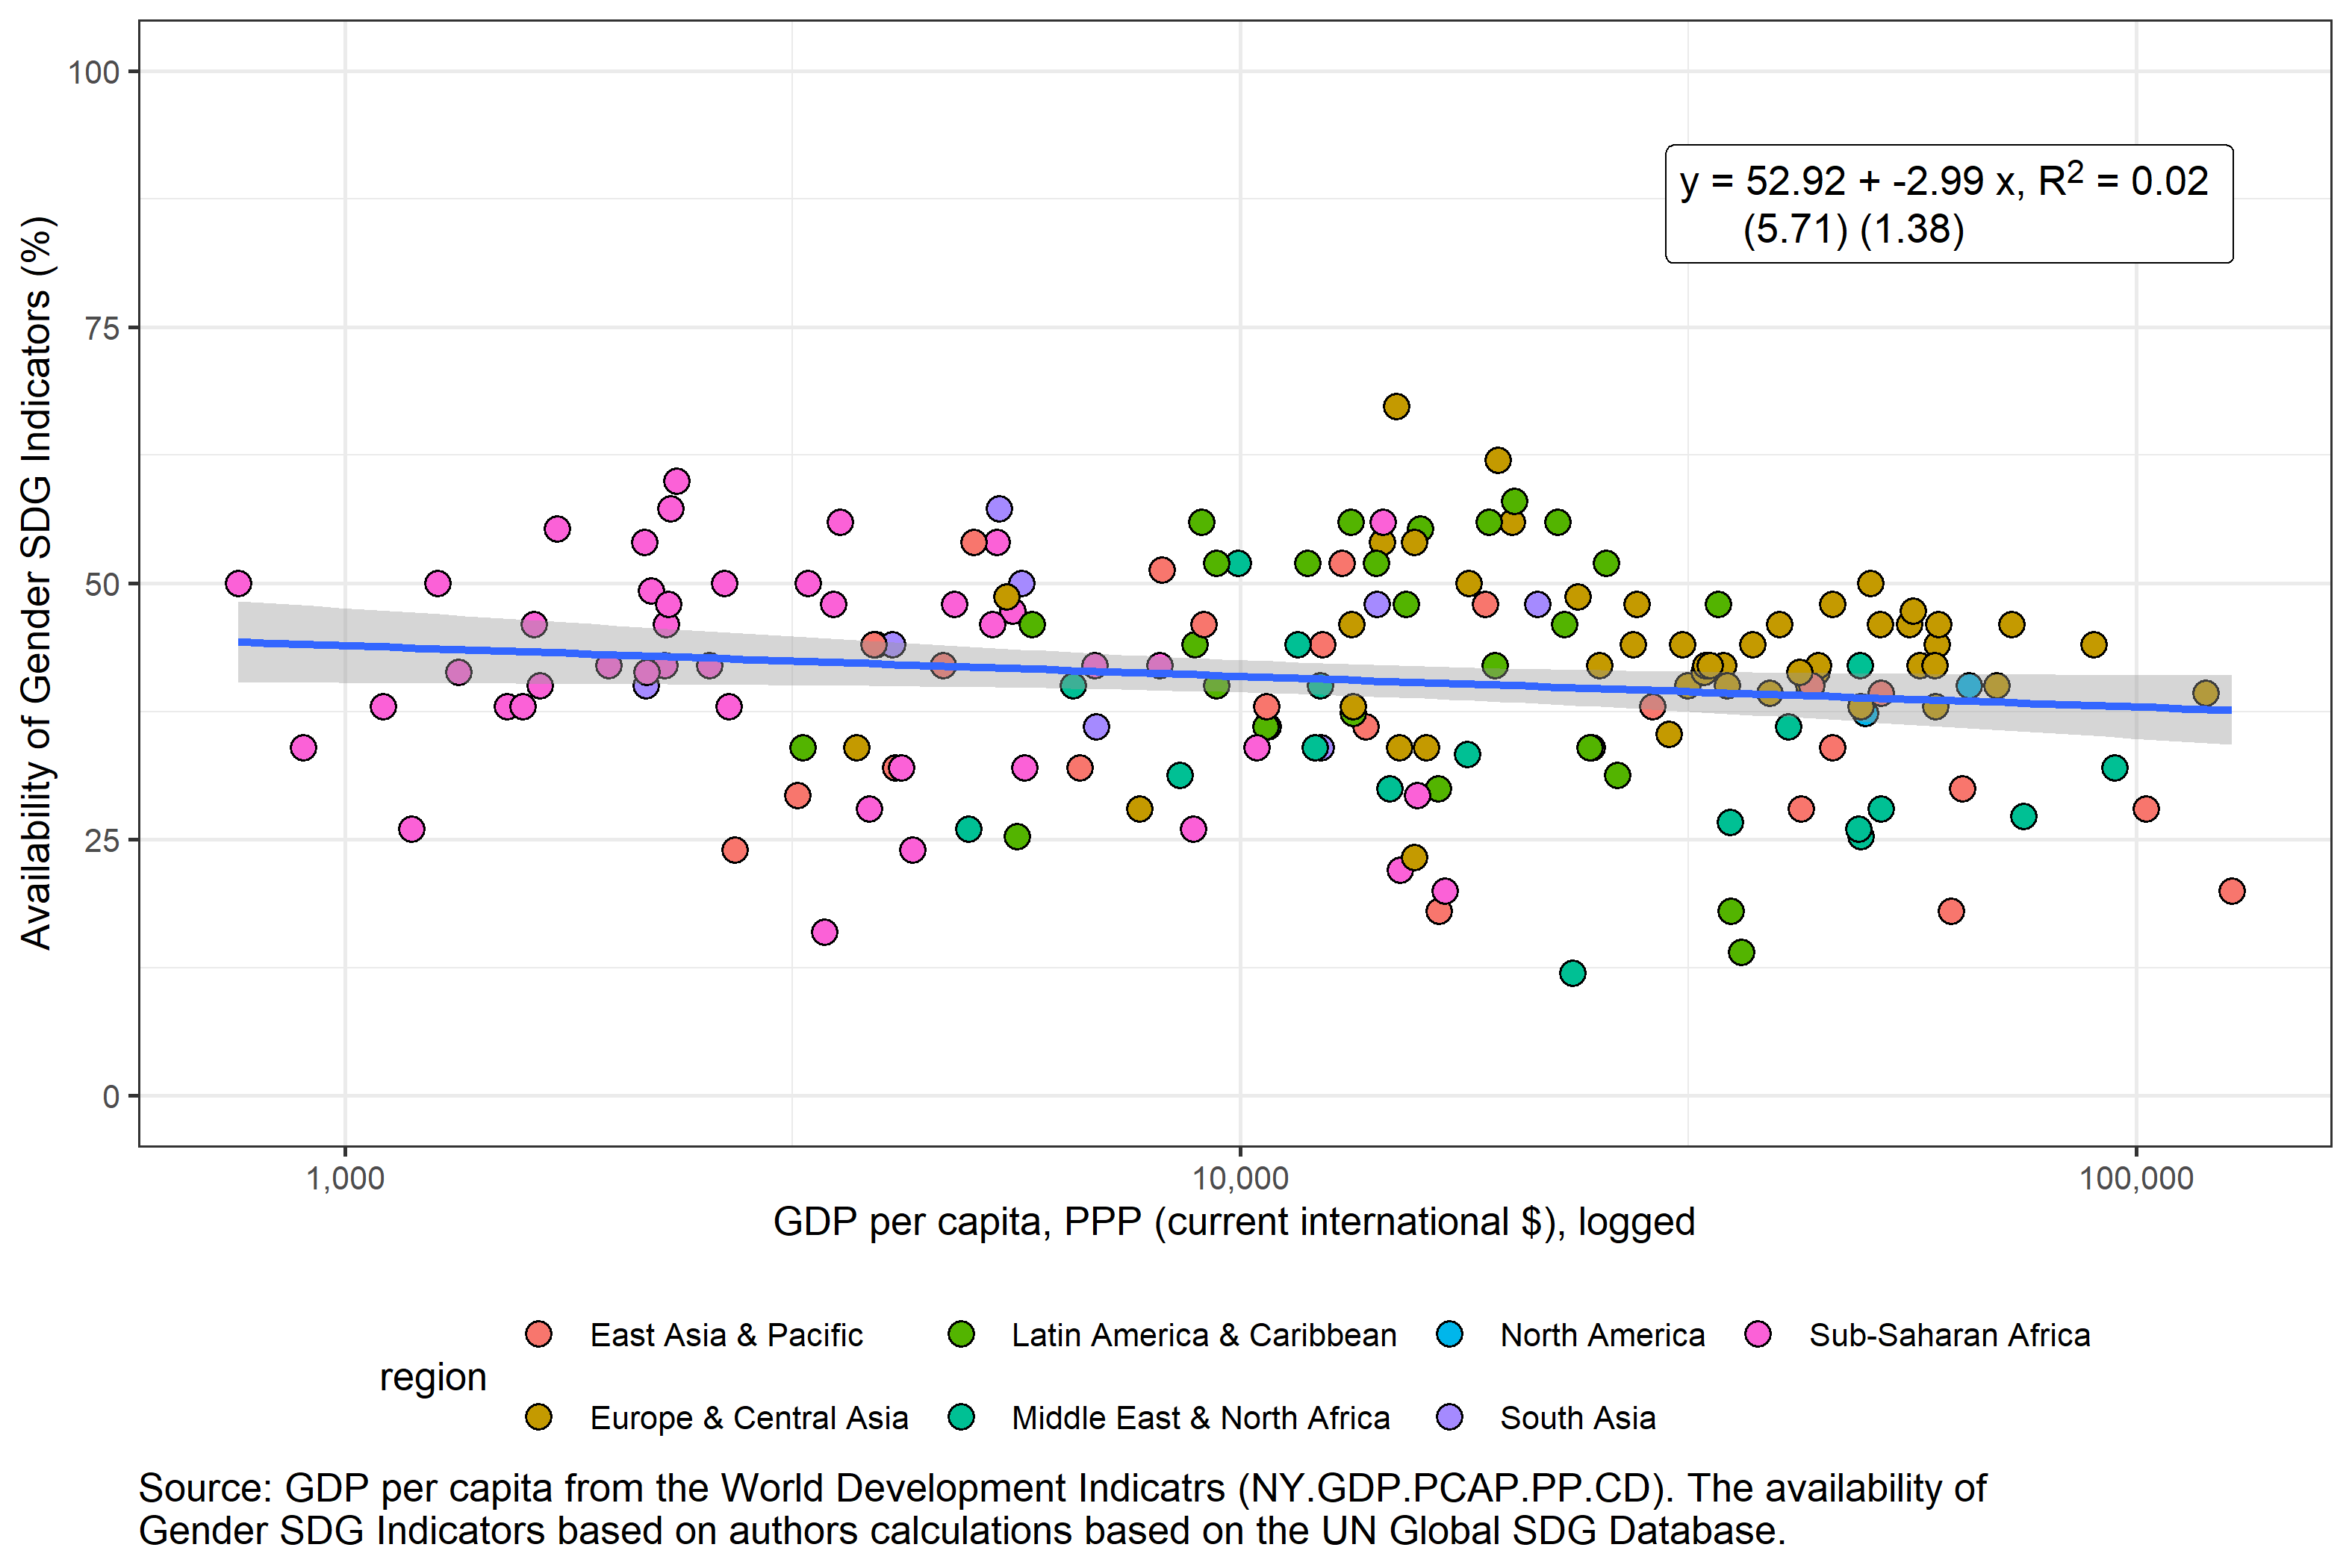 100
75
50
25
0
Availability of Gender SDG Indicators (%)
y = 52.92 + -2.99 x, R² = 0.02
(5.71) (1.38)
1,000
10,000
100,000
GDP per capita, PPP (current international $), logged
region
East Asia & Pacific
Latin America & Caribbean
North America
Sub-Saharan Africa
Europe & Central Asia
Middle East & North Africa
South Asia
Source: GDP per capita from the World Development Indicatrs (NY.GDP.PCAP.PP.CD). The availability of
Gender SDG Indicators based on authors calculations based on the UN Global SDG Database.